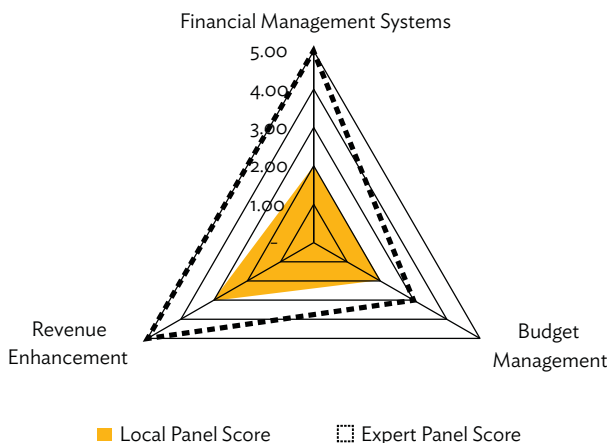 Financial Management Systems
5.00
4.00
3.00
2.00
1.00
–
Revenue
Enhancement
Budget
Management
Local Panel Score
Expert Panel Score